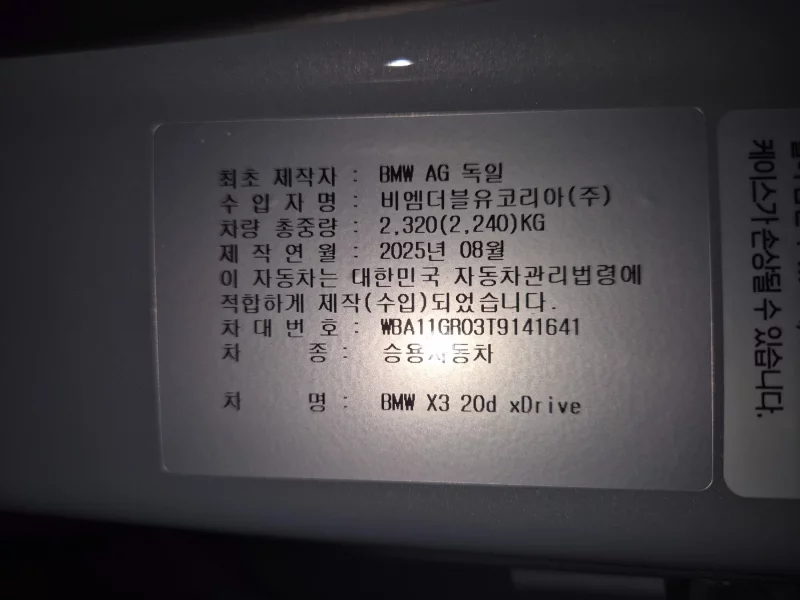 최초 제작자 : BMW AG 독일
수 입 자 명 : 비엠더블유코리아(주)
차량 총중량 : 2,320(2,240)KG
제 작 연 월 : 2025년 08월
이 자동차는 대한민국 자동차관리법령에
적합하게 제작(수입)되었습니다.
차 대 번 호 : WBA11GR03T9141641
차 종 : 승용자동차
차 명 : BMW X3 20d xDrive
케이스가 손상될 수 있습니다.